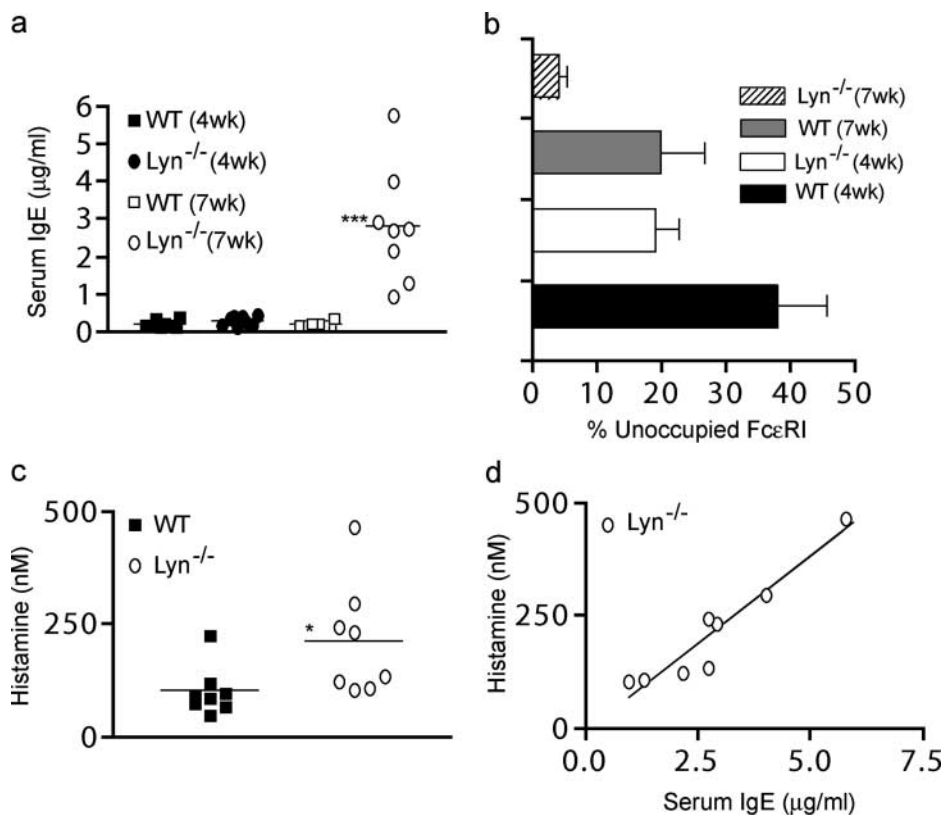 a
Serum IgE (μg/ml)
6
5
4
3
2
1
0
WT (4wk)
Lyn-/- (4wk)
WT (7wk)
Lyn-/- (7wk)
***
b
Lyn-/- (7wk)
WT (7wk)
Lyn-/- (4wk)
WT (4wk)
0 10 20 30 40 50
% Unoccupied FcεRI
c
Histamine (nM)
500
250
0
WT
Lyn-/-
*
d
Histamine (nM)
500
250
0
Lyn-/-
0.0 2.5 5.0 7.5
Serum IgE (μg/ml)